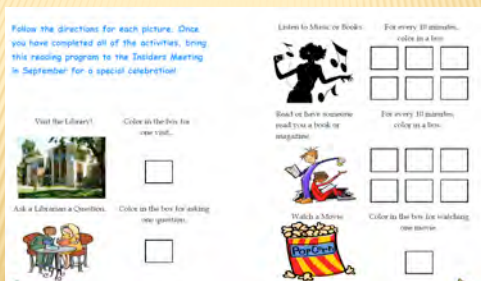 Follow the directions for each picture. Once
you have completed all of the activities, bring
this reading program to the Insiders Meeting
in September for a special celebration!
Visit the Library!
Color in the box for
one visit.
Ask a Librarian a Question.
Color in the box for asking
one question.
Listen to Music or Books
For every 10 minutes,
color in a box
Read or have someone
read you a book or
magazine
For every 10 minutes,
color in a box
Watch a Movie
Color in the box for watching
one movie.
PopCorn